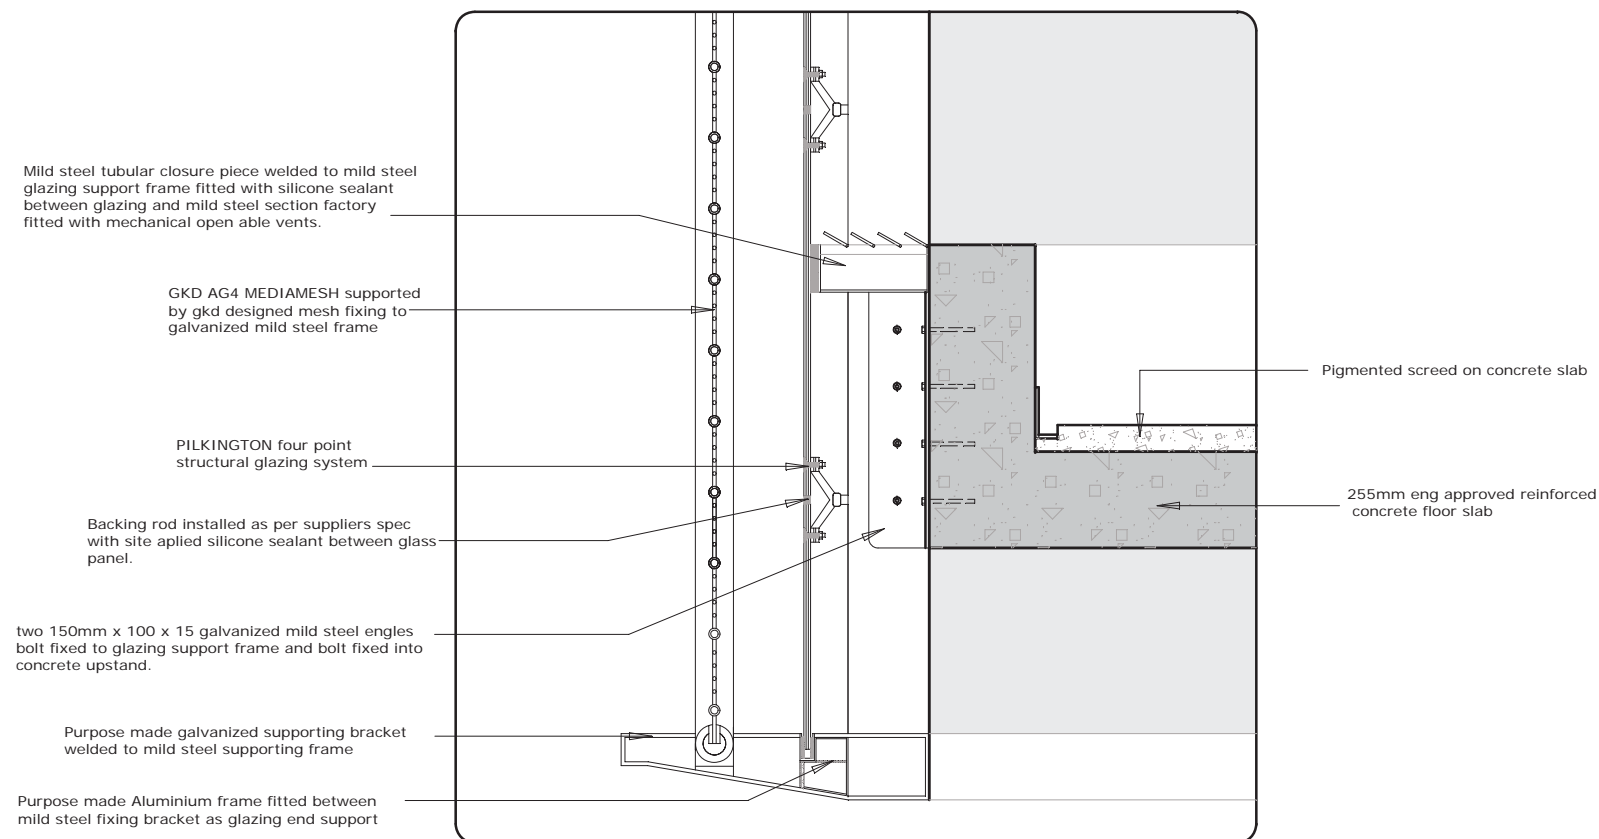 Mild steel tubular closure piece welded to mild steel
glazing support frame fitted with silicone sealant
between glazing and mild steel section factory
fitted with mechanical open able vents.
GKD AG4 MEDIAMESH supported
by gkd designed mesh fixing to
galvanized mild steel frame
PILKINGTON four point
structural glazing system
Backing rod installed as per suppliers spec
with site aplied silicone sealant between glass
panel.
two 150mm x 100 x 15 galvanized mild steel engles
bolt fixed to glazing support frame and bolt fixed into
concrete upstand.
Purpose made galvanized supporting bracket
welded to mild steel supporting frame
Purpose made Aluminium frame fitted between
mild steel fixing bracket as glazing end support
Pigmented screed on concrete slab
255mm eng approved reinforced
concrete floor slab